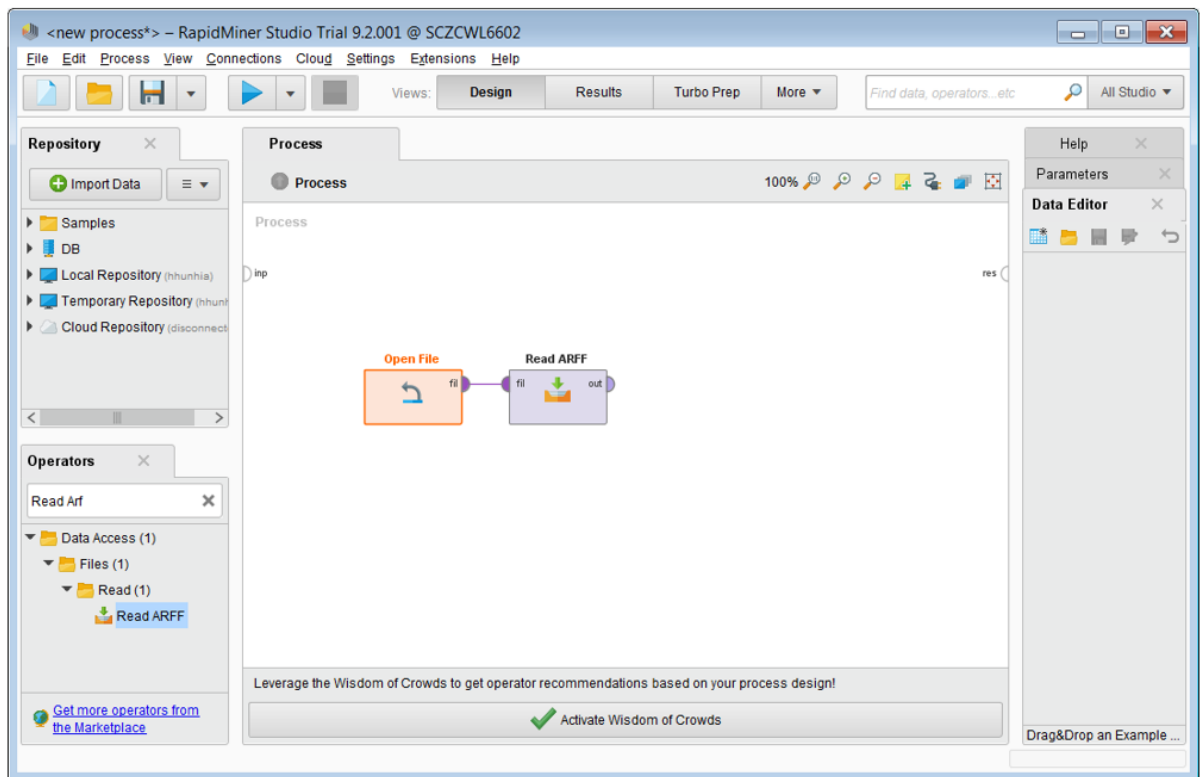 <new process*> – RapidMiner Studio Trial 9.2.001 @ SCZCWL6602
File Edit Process View Connections Cloud Settings Extensions Help
Views: Design Results Turbo Prep More Find data, operators...etc All Studio
Repository
Import Data
Samples
DB
Local Repository (hhunhia)
Temporary Repository (hhunh
Cloud Repository (disconnect
Operators
Read Arf
Data Access (1)
Files (1)
Read (1)
Read ARFF
Get more operators from
the Marketplace
Process
Process 100%
Process
inp res
Open File Read ARFF
fil fil out
Leverage the Wisdom of Crowds to get operator recommendations based on your process design!
Activate Wisdom of Crowds
Help
Parameters
Data Editor
Drag&Drop an Example ...